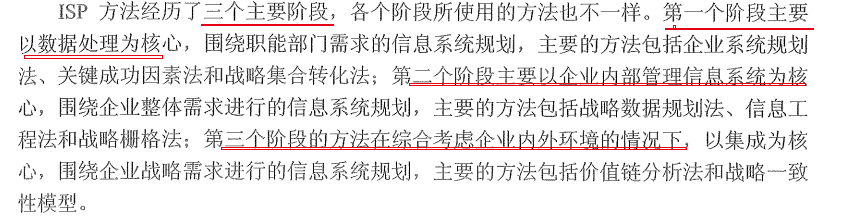 ISP 方法经历了三个主要阶段，各个阶段所使用的方法也不一样。第一个阶段主要
以数据处理为核心，围绕职能部门需求的信息系统规划，主要的方法包括企业系统规划
法、关键成功因素法和战略集合转化法；第二个阶段主要以企业内部管理信息系统为核
心，围绕企业整体需求进行的信息系统规划，主要的方法包括战略数据规划法、信息工
程法和战略栅格法；第三个阶段的方法在综合考虑企业内外环境的情况下，以集成为核
心，围绕企业战略需求进行的信息系统规划，主要的方法包括价值链分析法和战略一致
性模型。